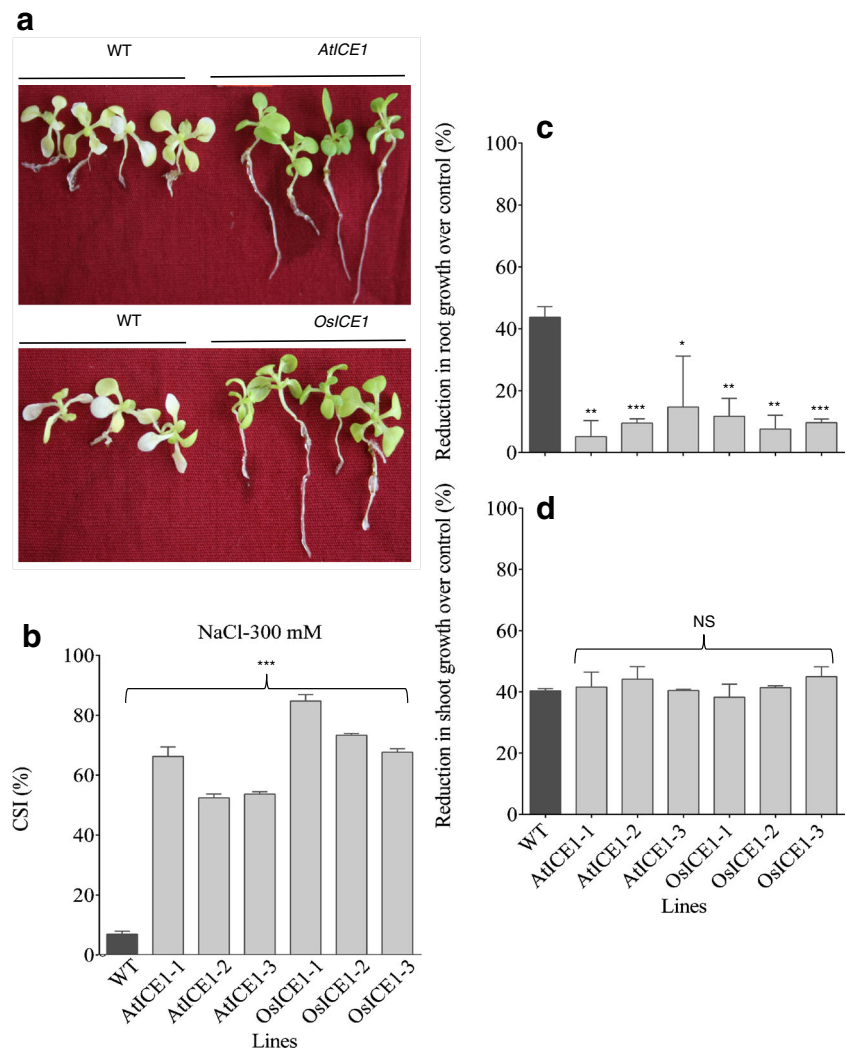 a
WT AtICE1
WT OsICE1
b
NaCl-300 mM
***
CSI (%)
100
80
60
40
20
0
WT AtICE1-1 AtICE1-2 AtICE1-3 OsICE1-1 OsICE1-2 OsICE1-3
Lines
c
Reduction in root growth over control (%)
100
80
60
40
20
0
** *** * ** ** ***
d
Reduction in shoot growth over control (%)
100
80
60
40
20
0
NS
WT AtICE1-1 AtICE1-2 AtICE1-3 OsICE1-1 OsICE1-2 OsICE1-3
Lines